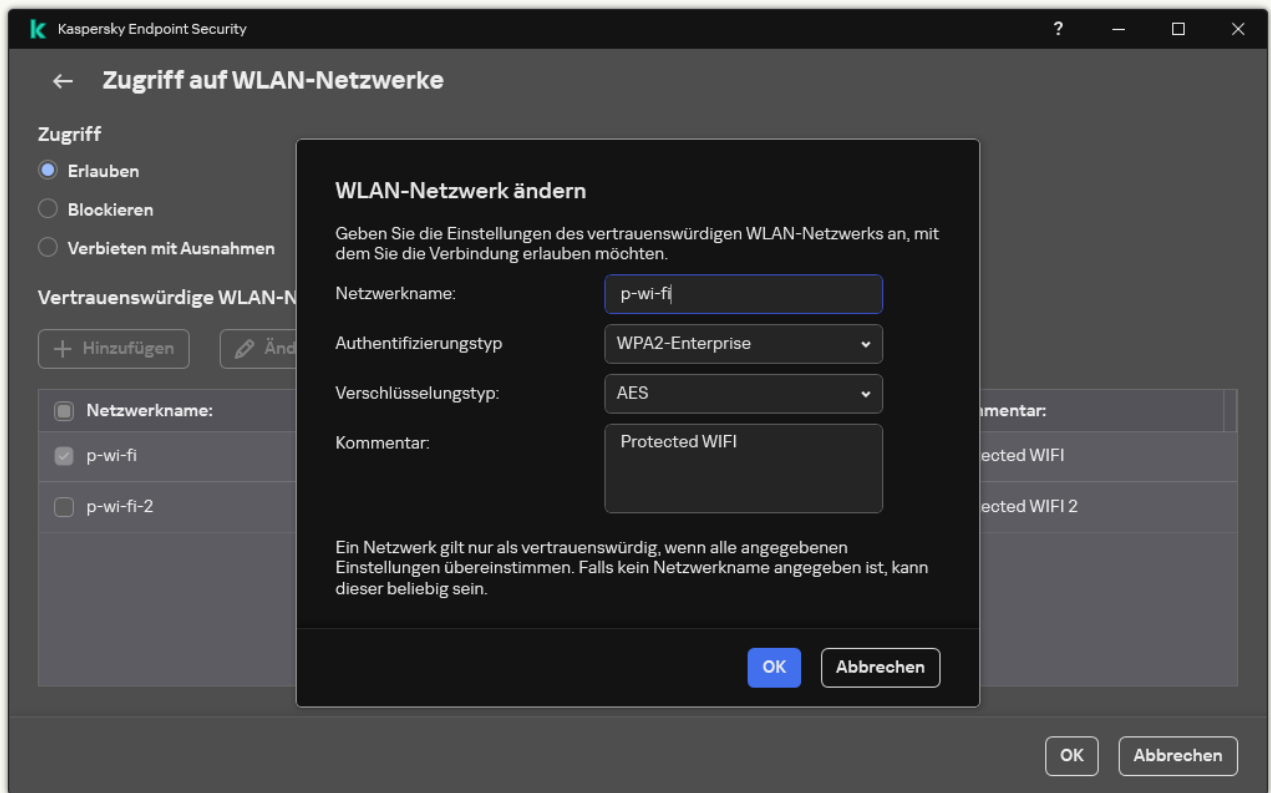 Kaspersky Endpoint Security
?
Zugriff auf WLAN-Netzwerke
Zugriff
Erlauben
Blockieren
Verbieten mit Ausnahmen
Vertrauenswürdige WLAN-N
Hinzufügen
Änd
Netzwerkname:
mmentar:
p-wi-fi
ected WIFI
p-wi-fi-2
ected WIFI 2
WLAN-Netzwerk ändern
Geben Sie die Einstellungen des vertrauenswürdigen WLAN-Netzwerks an, mit
dem Sie die Verbindung erlauben möchten.
Netzwerkname:
p-wi-fi
Authentifizierungstyp
WPA2-Enterprise
Verschlüsselungstyp:
AES
Kommentar:
Protected WIFI
Ein Netzwerk gilt nur als vertrauenswürdig, wenn alle angegebenen
Einstellungen übereinstimmen. Falls kein Netzwerkname angegeben ist, kann
dieser beliebig sein.
OK
Abbrechen
OK
Abbrechen